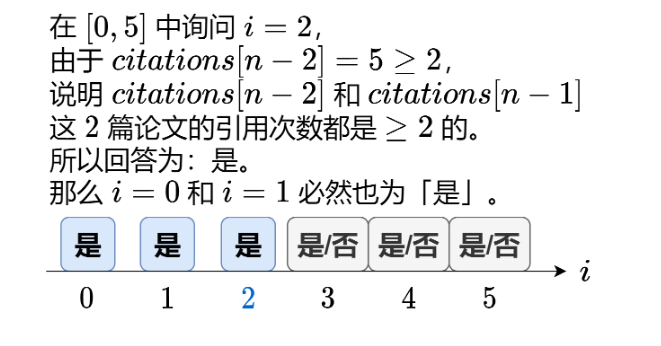 在 [0, 5] 中询问 i = 2，
由于 citations[n − 2] = 5 ≥ 2，
说明 citations[n − 2] 和 citations[n − 1]
这 2 篇论文的引用次数都是 ≥ 2 的。
所以回答为：是。
那么 i = 0 和 i = 1 必然也为「是」。
是 是 是 是/否 是/否 是/否
i
0 1 2 3 4 5